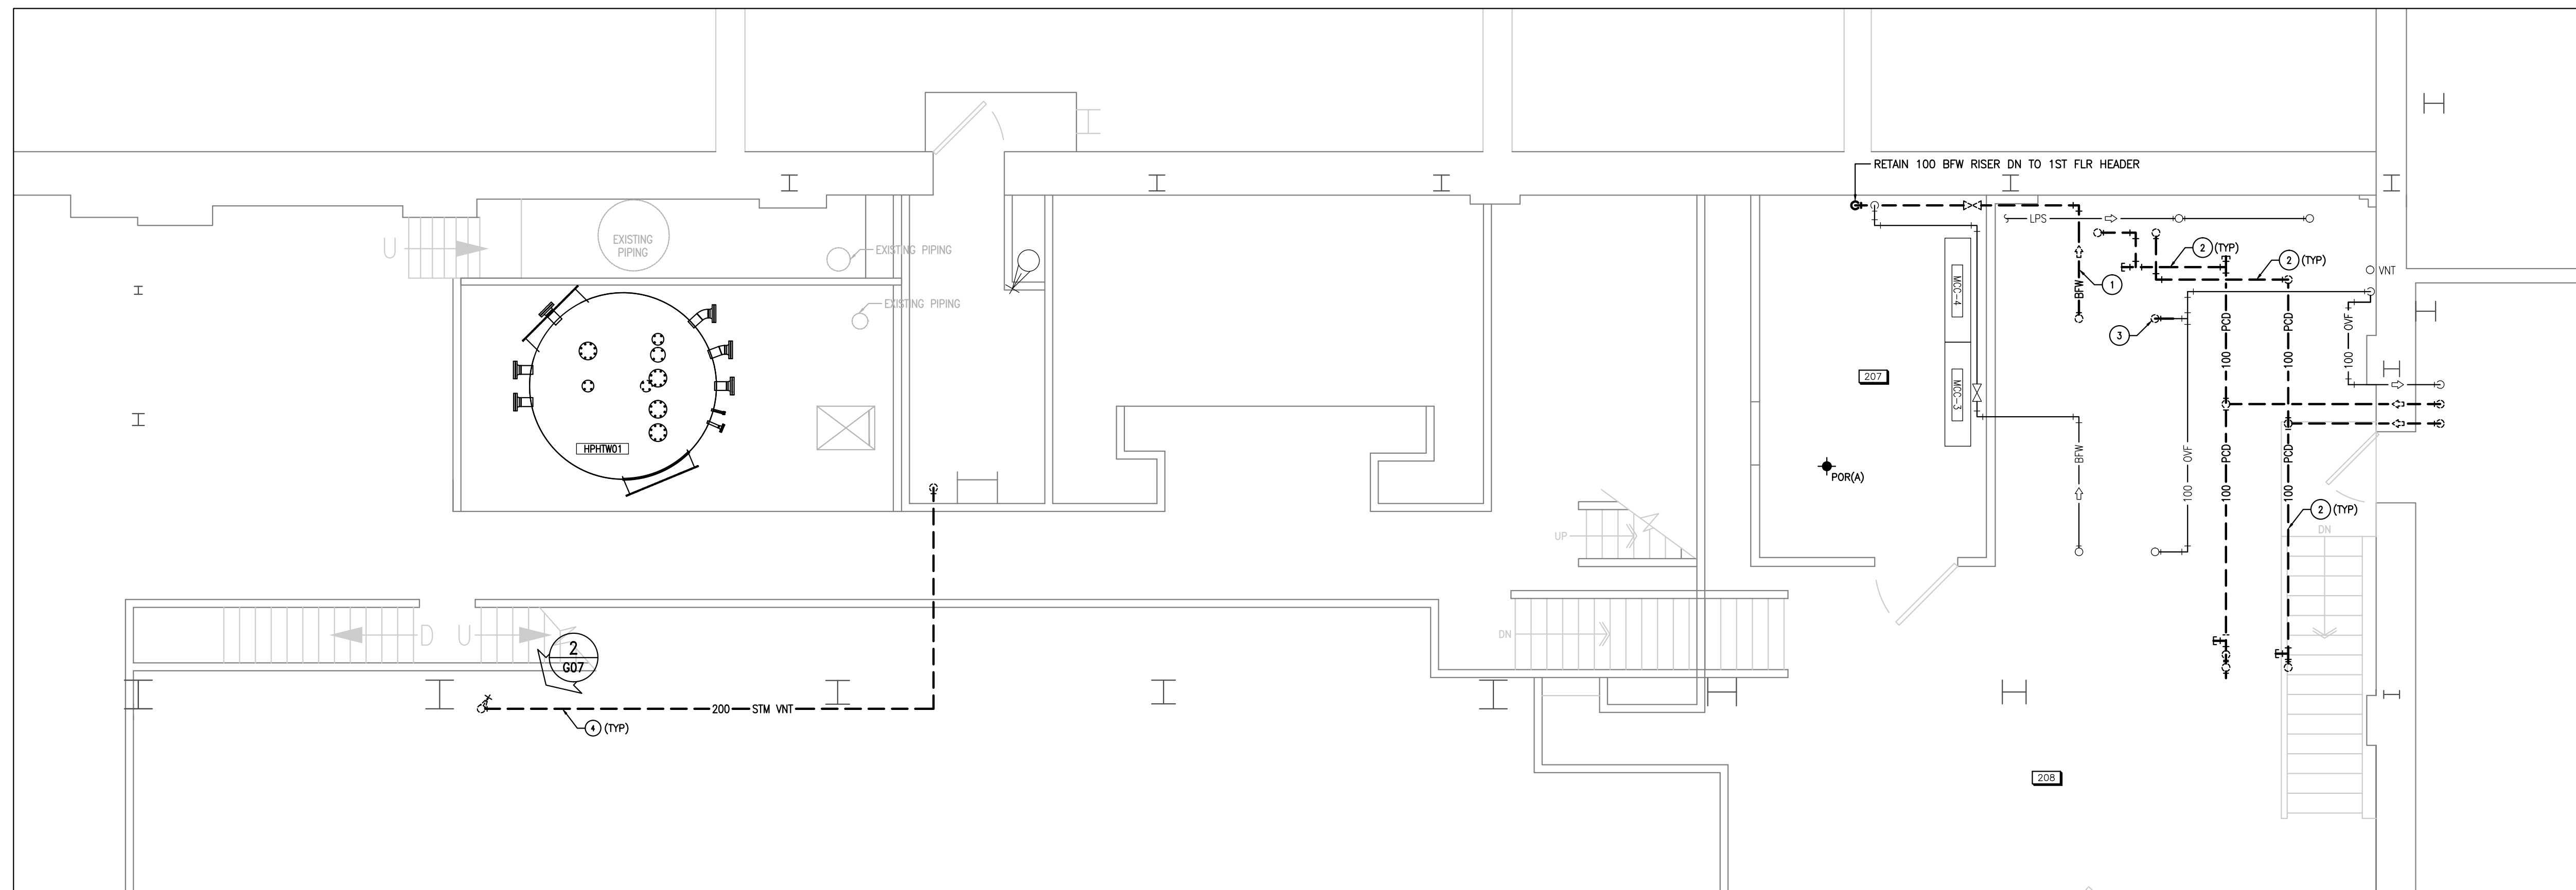 RETAIN 100 BFW RISER DN TO 1ST FLR HEADER
U
EXISTING
PIPING
EXISTING PIPING
EXISTING PIPING
LPS
2 (TYP)
2 (TYP)
VNT
1
BFW
MCC-4
3
100 PCD
100 PCD
100 OVF
207
MCC-3
HPHTW01
POR(A)
BFW
100 OVF
100 PCD
100 PCD
2 (TYP)
DN
UP
D
U
DN
2
G07
200 STM VNT
4 (TYP)
208